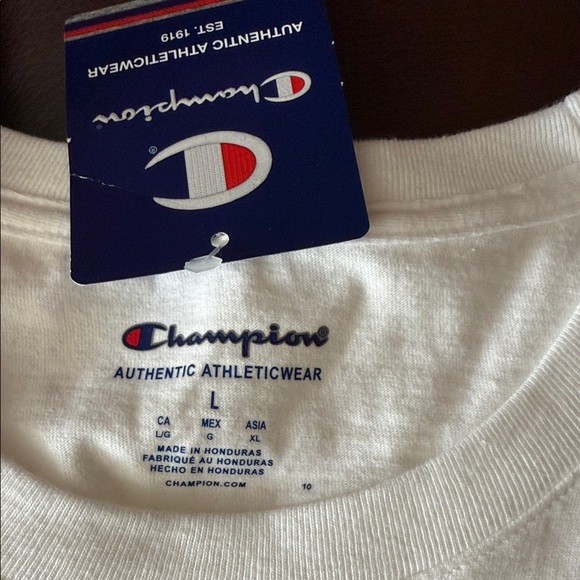 AUTHENTIC ATHLETICWEAR
EST. 1919
Champion
®
Champion®
AUTHENTIC ATHLETICWEAR
L
CA MEX ASIA
L/G G XL
MADE IN HONDURAS
FABRIQUÉ AU HONDURAS
HECHO EN HONDURAS
CHAMPION.COM 10